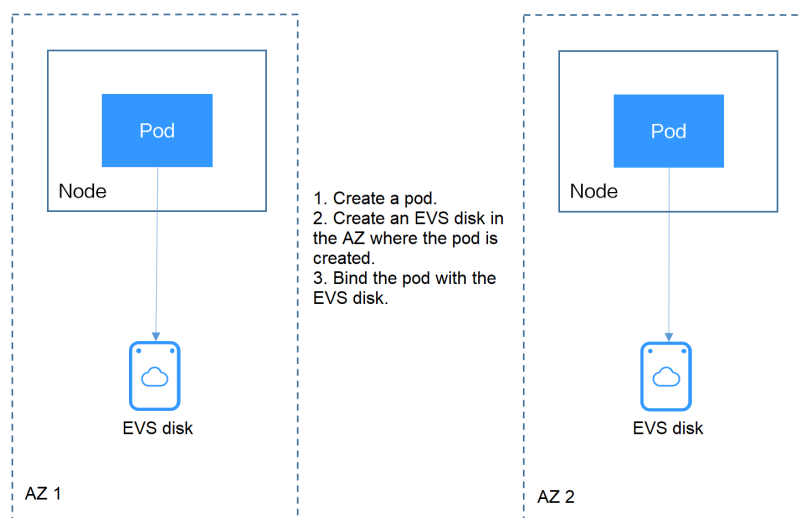 Pod
Node
EVS disk
AZ 1
1. Create a pod.
2. Create an EVS disk in
the AZ where the pod is
created.
3. Bind the pod with the
EVS disk.
Pod
Node
EVS disk
AZ 2